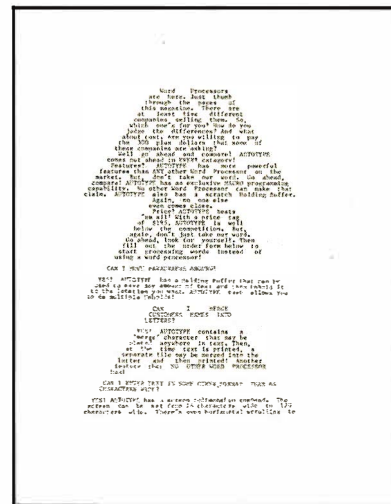 Word Processors
are here. Just thumb
through the pages of
this magazine. There are
at least nine different
companies, selling them. So,
which one's for you? How do you
judge the differences? And what
about cost. Are you willing to pay
the 300 plus dollars that some of
these companies are asking?
Well go ahead and compare! AUTOTYPE
comes out ahead in EVERY category!
Features? AUTOTYPE has more powerful
features than ANY other Word Processor on the
market. But, don't take our word. Go ahead,
compare! AUTOTYPE has an exclusive MACRO programming
capability. No other Word Processor can make that
claim. AUTOTYPE also has a scratch Holding Buffer.
Again, no one else
even comes close.
Price? AUTOTYPE beats
'em all! With a price tag
of $195, AUTOTYPE is well
below the competition. But,
again, don't just take our word.
Go ahead, look for yourself. Then
fill out the order form below to
start processing words instead of
using a word processor!
CAN I MOVE PARAGRAPHS AROUND?
YES! AUTOTYPE has a Holding Buffer that can be
used to move any amount of text and then
to the location you want. AUTOTYPE even allows you
to do multiple
CAN I MERGE
CUSTOMERS NAMES INTO
LETTERS?
YES! AUTOTYPE contains a
"merge" character that may be
placed anywhere in text. Then,
at the time text is printed, a
separate file may be merged into the
letter and then printed! Another
feature that NO OTHER WORD PROCESSOR
has!
CAN I ENTER TEXT IN SOME OTHER FORMAT THAN 64
CHARACTERS WIDE?
YES! AUTOTYPE has a screen
screen can be set from 16 characters wide to
characters wide. There's even horizontal scrolling to